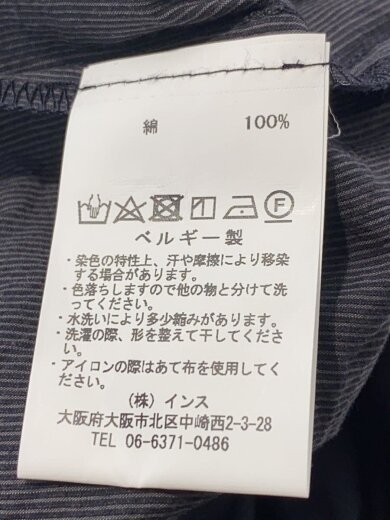 綿 100%
F
ベルギー製
・染色の特性上、汗や摩擦により移染
する場合があります。
・色落ちしますので他の物と分けて洗
ってください。
・水洗いにより多少縮みがあります。
・洗濯の際、形を整えて干してくださ
い。
・アイロンの際はあて布を使用してく
ださい。
(株) インス
大阪府大阪市北区中崎西2-3-28
TEL 06-6371-0486